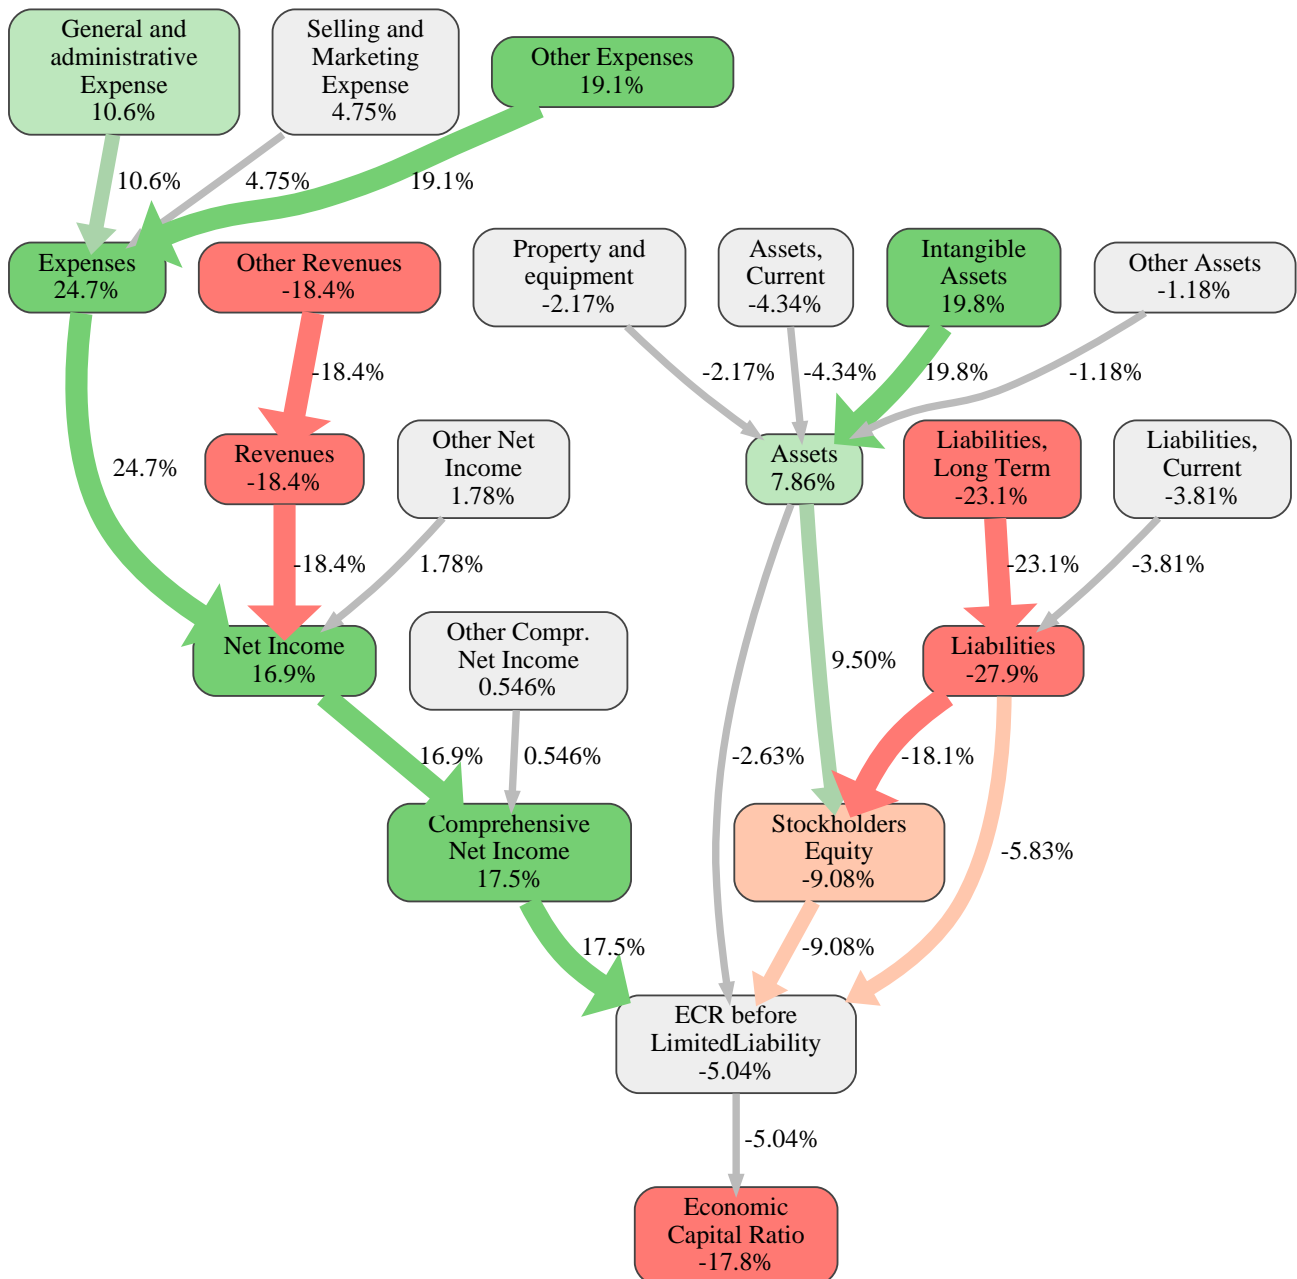 General and
administrative
Expense
10.6%
Selling and
Marketing
Expense
4.75%
Other Expenses
19.1%
10.6%
4.75%
19.1%
Expenses
24.7%
Other Revenues
-18.4%
Property and
equipment
-2.17%
Assets,
Current
-4.34%
Intangible
Assets
19.8%
Other Assets
-1.18%
-18.4%
-2.17%
-4.34%
19.8%
-1.18%
24.7%
Revenues
-18.4%
Other Net
Income
1.78%
Assets
7.86%
Liabilities,
Long Term
-23.1%
Liabilities,
Current
-3.81%
-18.4%
1.78%
-23.1%
-3.81%
Net Income
16.9%
Other Compr.
Net Income
0.546%
9.50%
Liabilities
-27.9%
16.9%
0.546%
-2.63%
-18.1%
Comprehensive
Net Income
17.5%
Stockholders
Equity
-9.08%
-5.83%
17.5%
-9.08%
ECR before
LimitedLiability
-5.04%
-5.04%
Economic
Capital Ratio
-17.8%